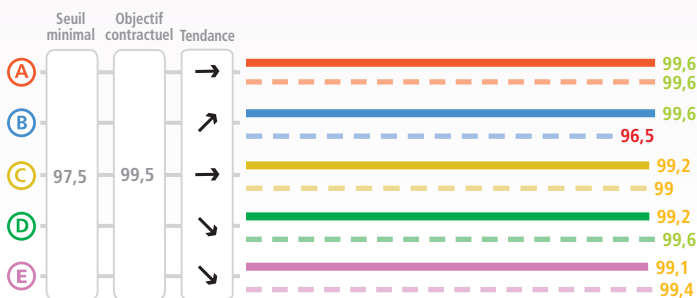 Seuil minimal
Objectif contractuel
Tendance
A
99,6
99,6
B
99,6
96,5
C
97,5
99,5
99,2
99
D
99,2
99,6
E
99,1
99,4